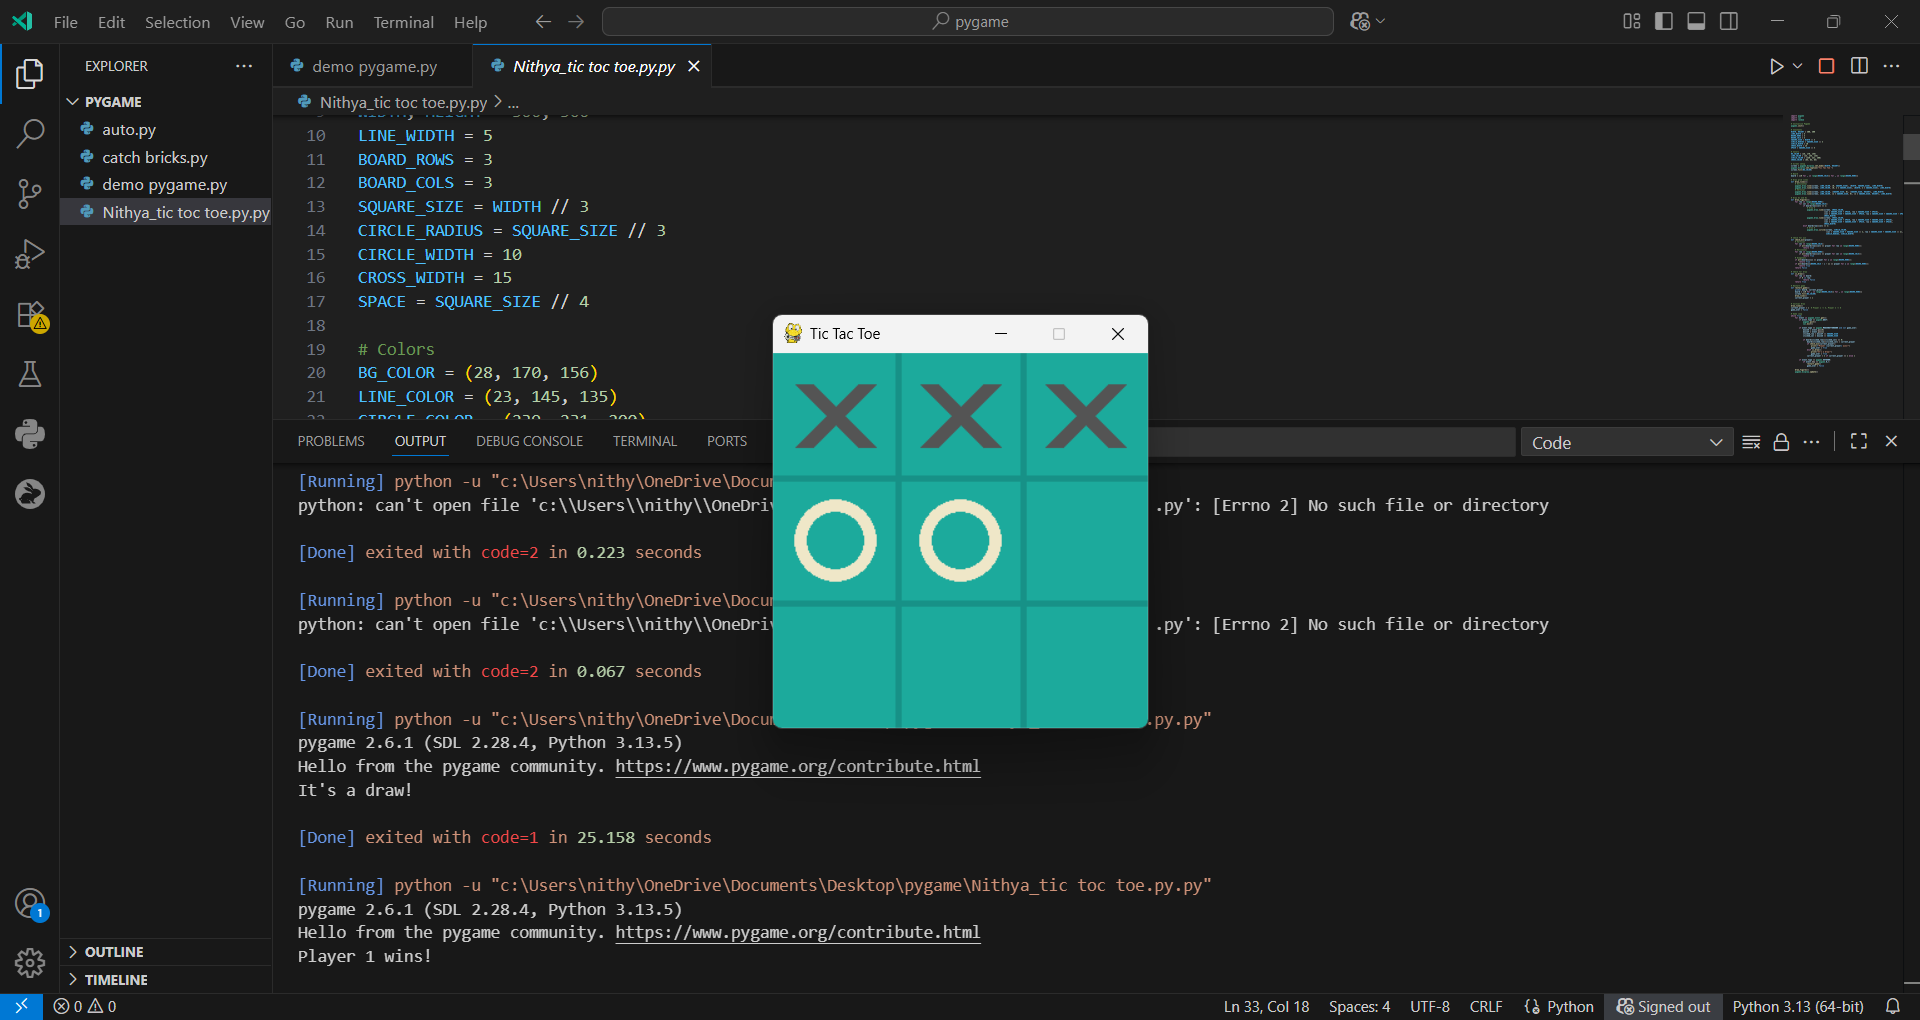 File Edit Selection View Go Run Terminal Help
pygame
EXPLORER
PYGAME
auto.py
catch bricks.py
demo pygame.py
Nithya_tic toc toe.py.py
OUTLINE
TIMELINE
demo pygame.py
Nithya_tic toc toe.py.py
Nithya_tic toc toe.py.py > ...
10 LINE_WIDTH = 5
11 BOARD_ROWS = 3
12 BOARD_COLS = 3
13 SQUARE_SIZE = WIDTH // 3
14 CIRCLE_RADIUS = SQUARE_SIZE // 3
15 CIRCLE_WIDTH = 10
16 CROSS_WIDTH = 15
17 SPACE = SQUARE_SIZE // 4
18
19 # Colors
20 BG_COLOR = (28, 170, 156)
21 LINE_COLOR = (23, 145, 135)
Tic Tac Toe
PROBLEMS OUTPUT DEBUG CONSOLE TERMINAL PORTS
Code
[Running] python -u "c:\Users\nithy\OneDrive\Docu
python: can't open file 'c:\\Users\\nithy\\OneDriv .py': [Errno 2] No such file or directory
[Done] exited with code=2 in 0.223 seconds
[Running] python -u "c:\Users\nithy\OneDrive\Docu
python: can't open file 'c:\\Users\\nithy\\OneDriv .py': [Errno 2] No such file or directory
[Done] exited with code=2 in 0.067 seconds
[Running] python -u "c:\Users\nithy\OneDrive\Docu .py.py"
pygame 2.6.1 (SDL 2.28.4, Python 3.13.5)
Hello from the pygame community. https://www.pygame.org/contribute.html
It's a draw!
[Done] exited with code=1 in 25.158 seconds
[Running] python -u "c:\Users\nithy\OneDrive\Documents\Desktop\pygame\Nithya_tic toc toe.py.py"
pygame 2.6.1 (SDL 2.28.4, Python 3.13.5)
Hello from the pygame community. https://www.pygame.org/contribute.html
Player 1 wins!
1
0 0
Ln 33, Col 18 Spaces: 4 UTF-8 CRLF Python Signed out Python 3.13 (64-bit)